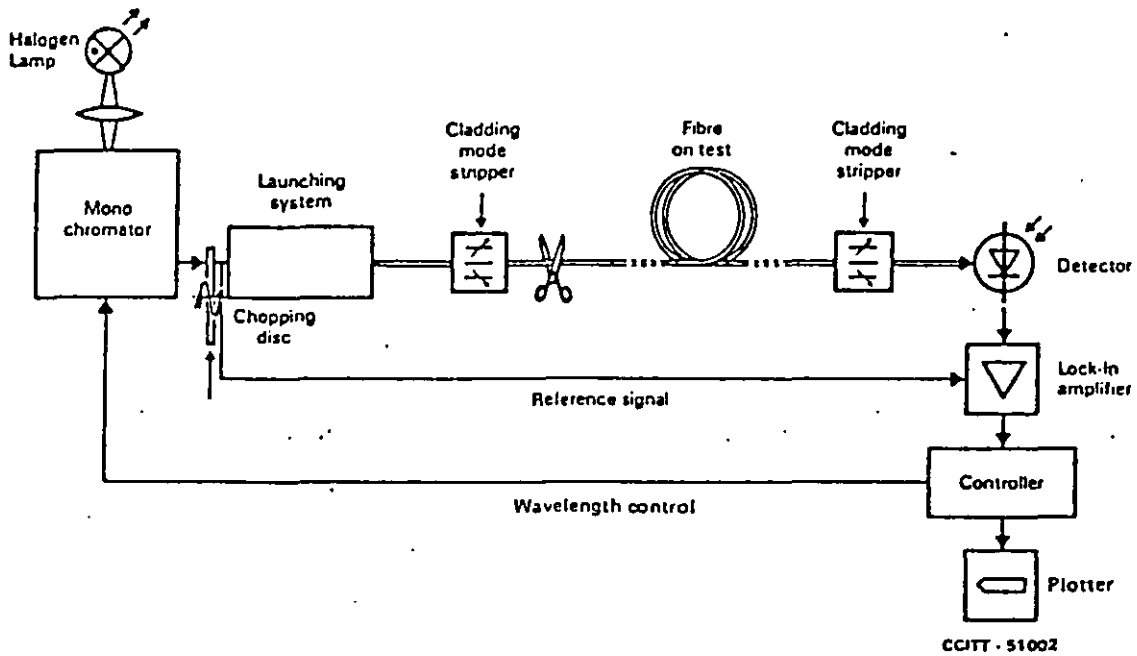 Halogen
Lamp
Mono
chromator
Launching
system
Chopping
disc
Cladding
mode
stripper
Fibre
on test
Cladding
mode
stripper
Detector
Lock-in
amplifier
Reference signal
Controller
Wavelength control
Plotter
CCITT - 51002